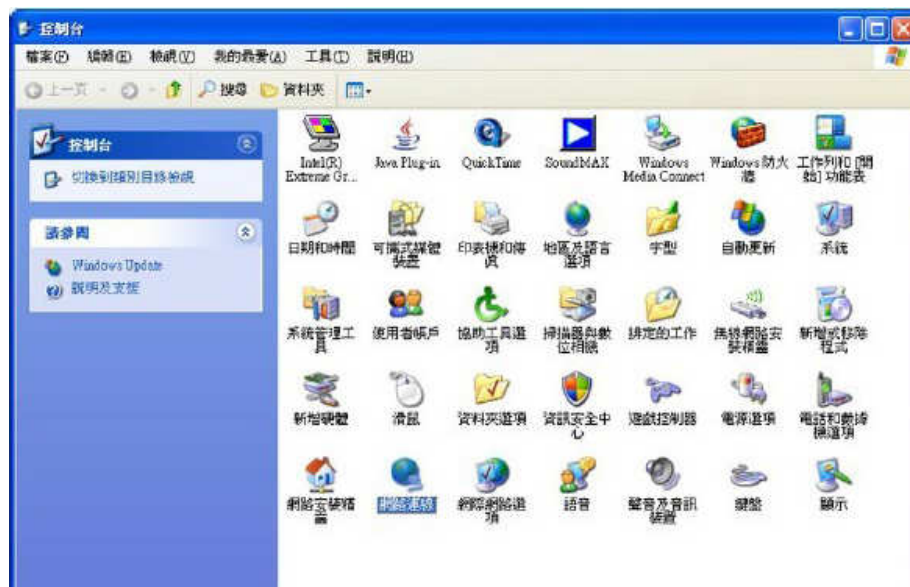 控制台
檔案(F) 編輯(E) 檢視(V) 我的最愛(A) 工具(T) 說明(H)
上一頁 搜尋 資料夾
控制台
切換到類別目錄檢視
請參閱
Windows Update
說明及支援
Intel(R) Java Plug-in QuickTime SoundMAX Windows Windows 防火 工作列和 [開
Extreme Gr... Media Connect 牆 始] 功能表
日期和時間 可攜式媒體 印表機和傳 地區及語言 字型 自動更新 系統
裝置 真 選項
系統管理工 使用者帳戶 協助工具選 掃描器與數 排定的工作 無線網路安 新增或移除
具 項 位相機 裝精靈 程式
新增硬體 滑鼠 資料夾選項 資訊安全中 遊戲控制器 電源選項 電話和數據
心 機選項
網路安裝精 網路連線 網際網路選 語音 聲音及音訊 鍵盤 顯示
靈 項 裝置